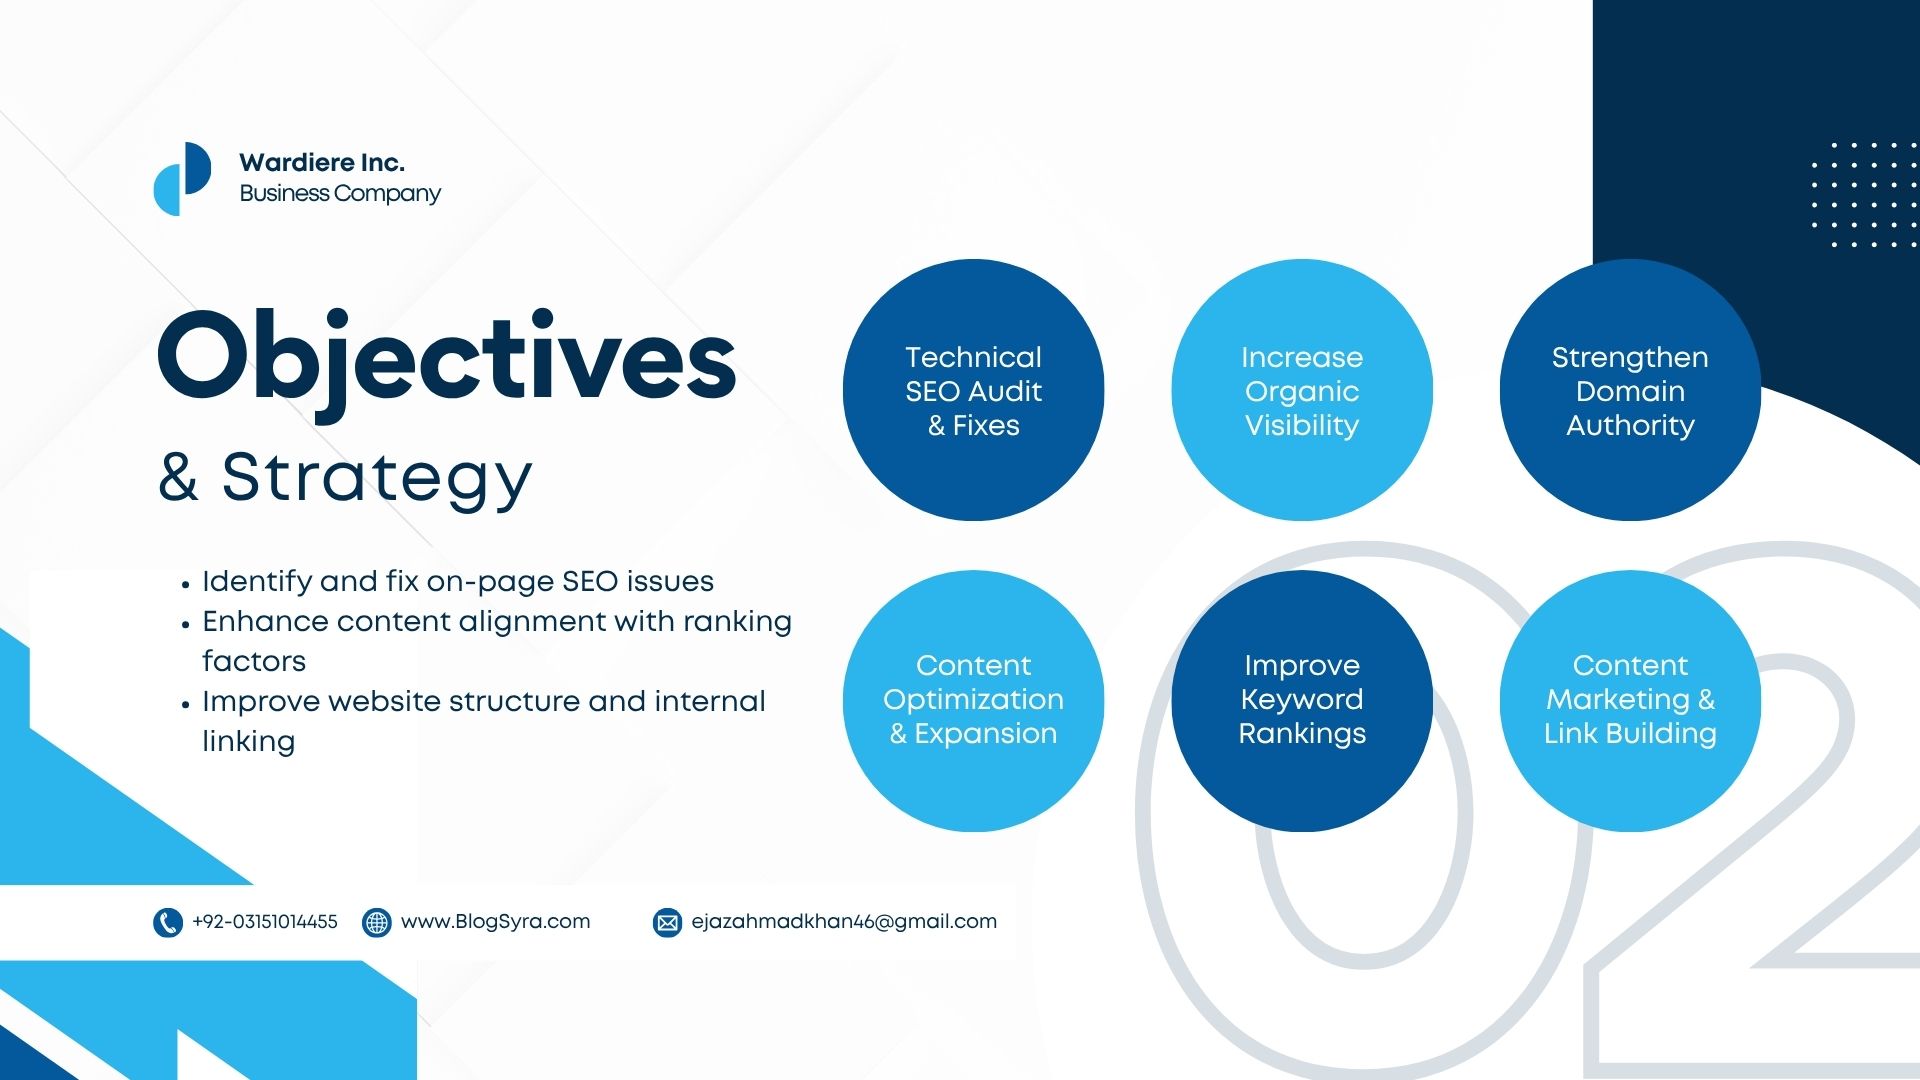 Wardiere Inc.
Business Company
Objectives
& Strategy
• Identify and fix on-page SEO issues
• Enhance content alignment with ranking
factors
• Improve website structure and internal
linking
Technical
SEO Audit
& Fixes
Increase
Organic
Visibility
Strengthen
Domain
Authority
Content
Optimization
& Expansion
Improve
Keyword
Rankings
Content
Marketing &
Link Building
02
+92-03151014455
www.BlogSyra.com
ejazahmadkhan46@gmail.com